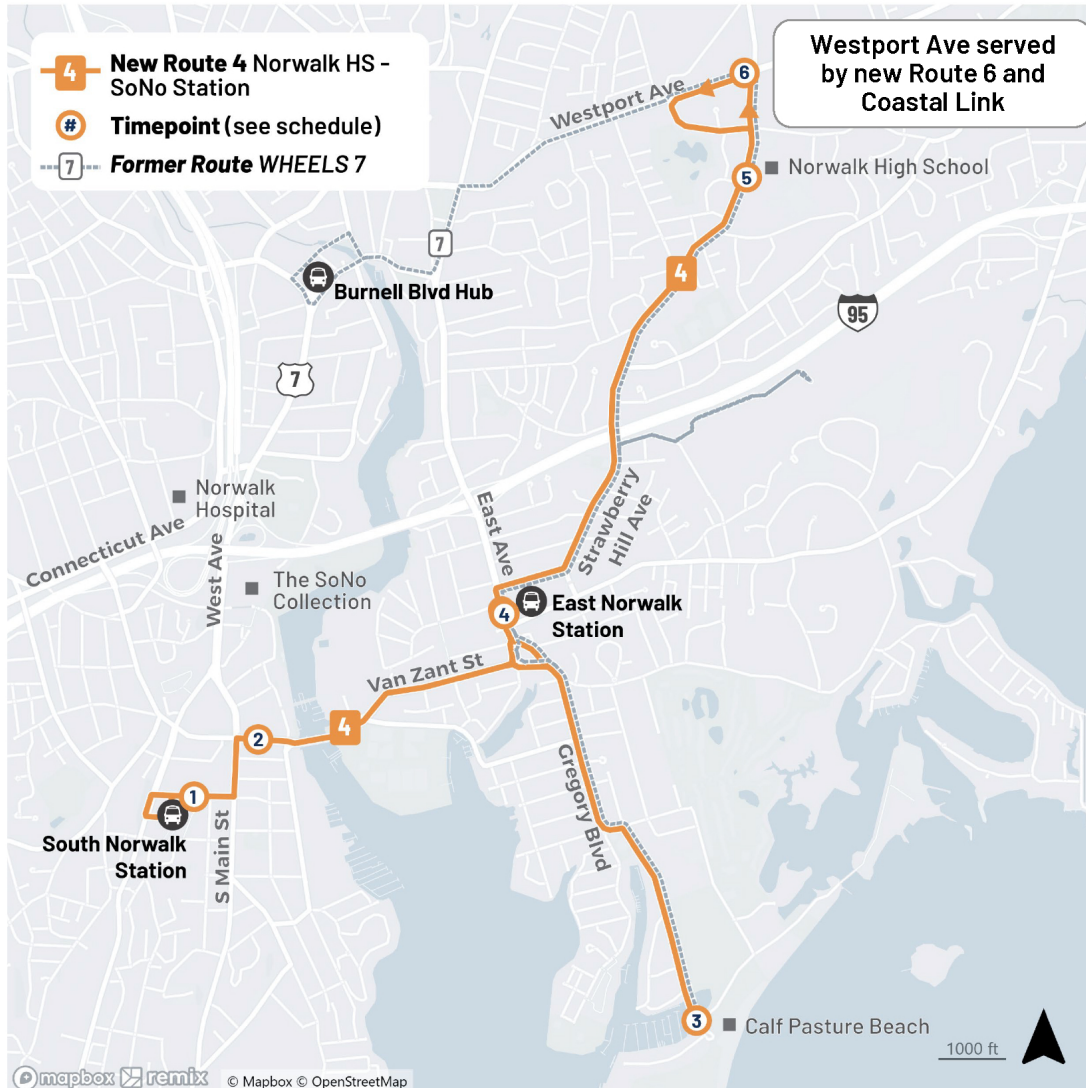 4 New Route 4 Norwalk HS -
SoNo Station
# Timepoint (see schedule)
7 Former Route WHEELS 7
Westport Ave served
by new Route 6 and
Coastal Link
6
Westport Ave
Norwalk High School
5
7
4
Burnell Blvd Hub
95
7
Norwalk
Hospital
East Ave
Strawberry
Hill Ave
Connecticut Ave
West Ave
The SoNo
Collection
4
East Norwalk
Station
Van Zant St
4
2
Gregory Blvd
1
South Norwalk
Station
S Main St
3
Calf Pasture Beach
1000 ft
mapbox remix © Mapbox © OpenStreetMap